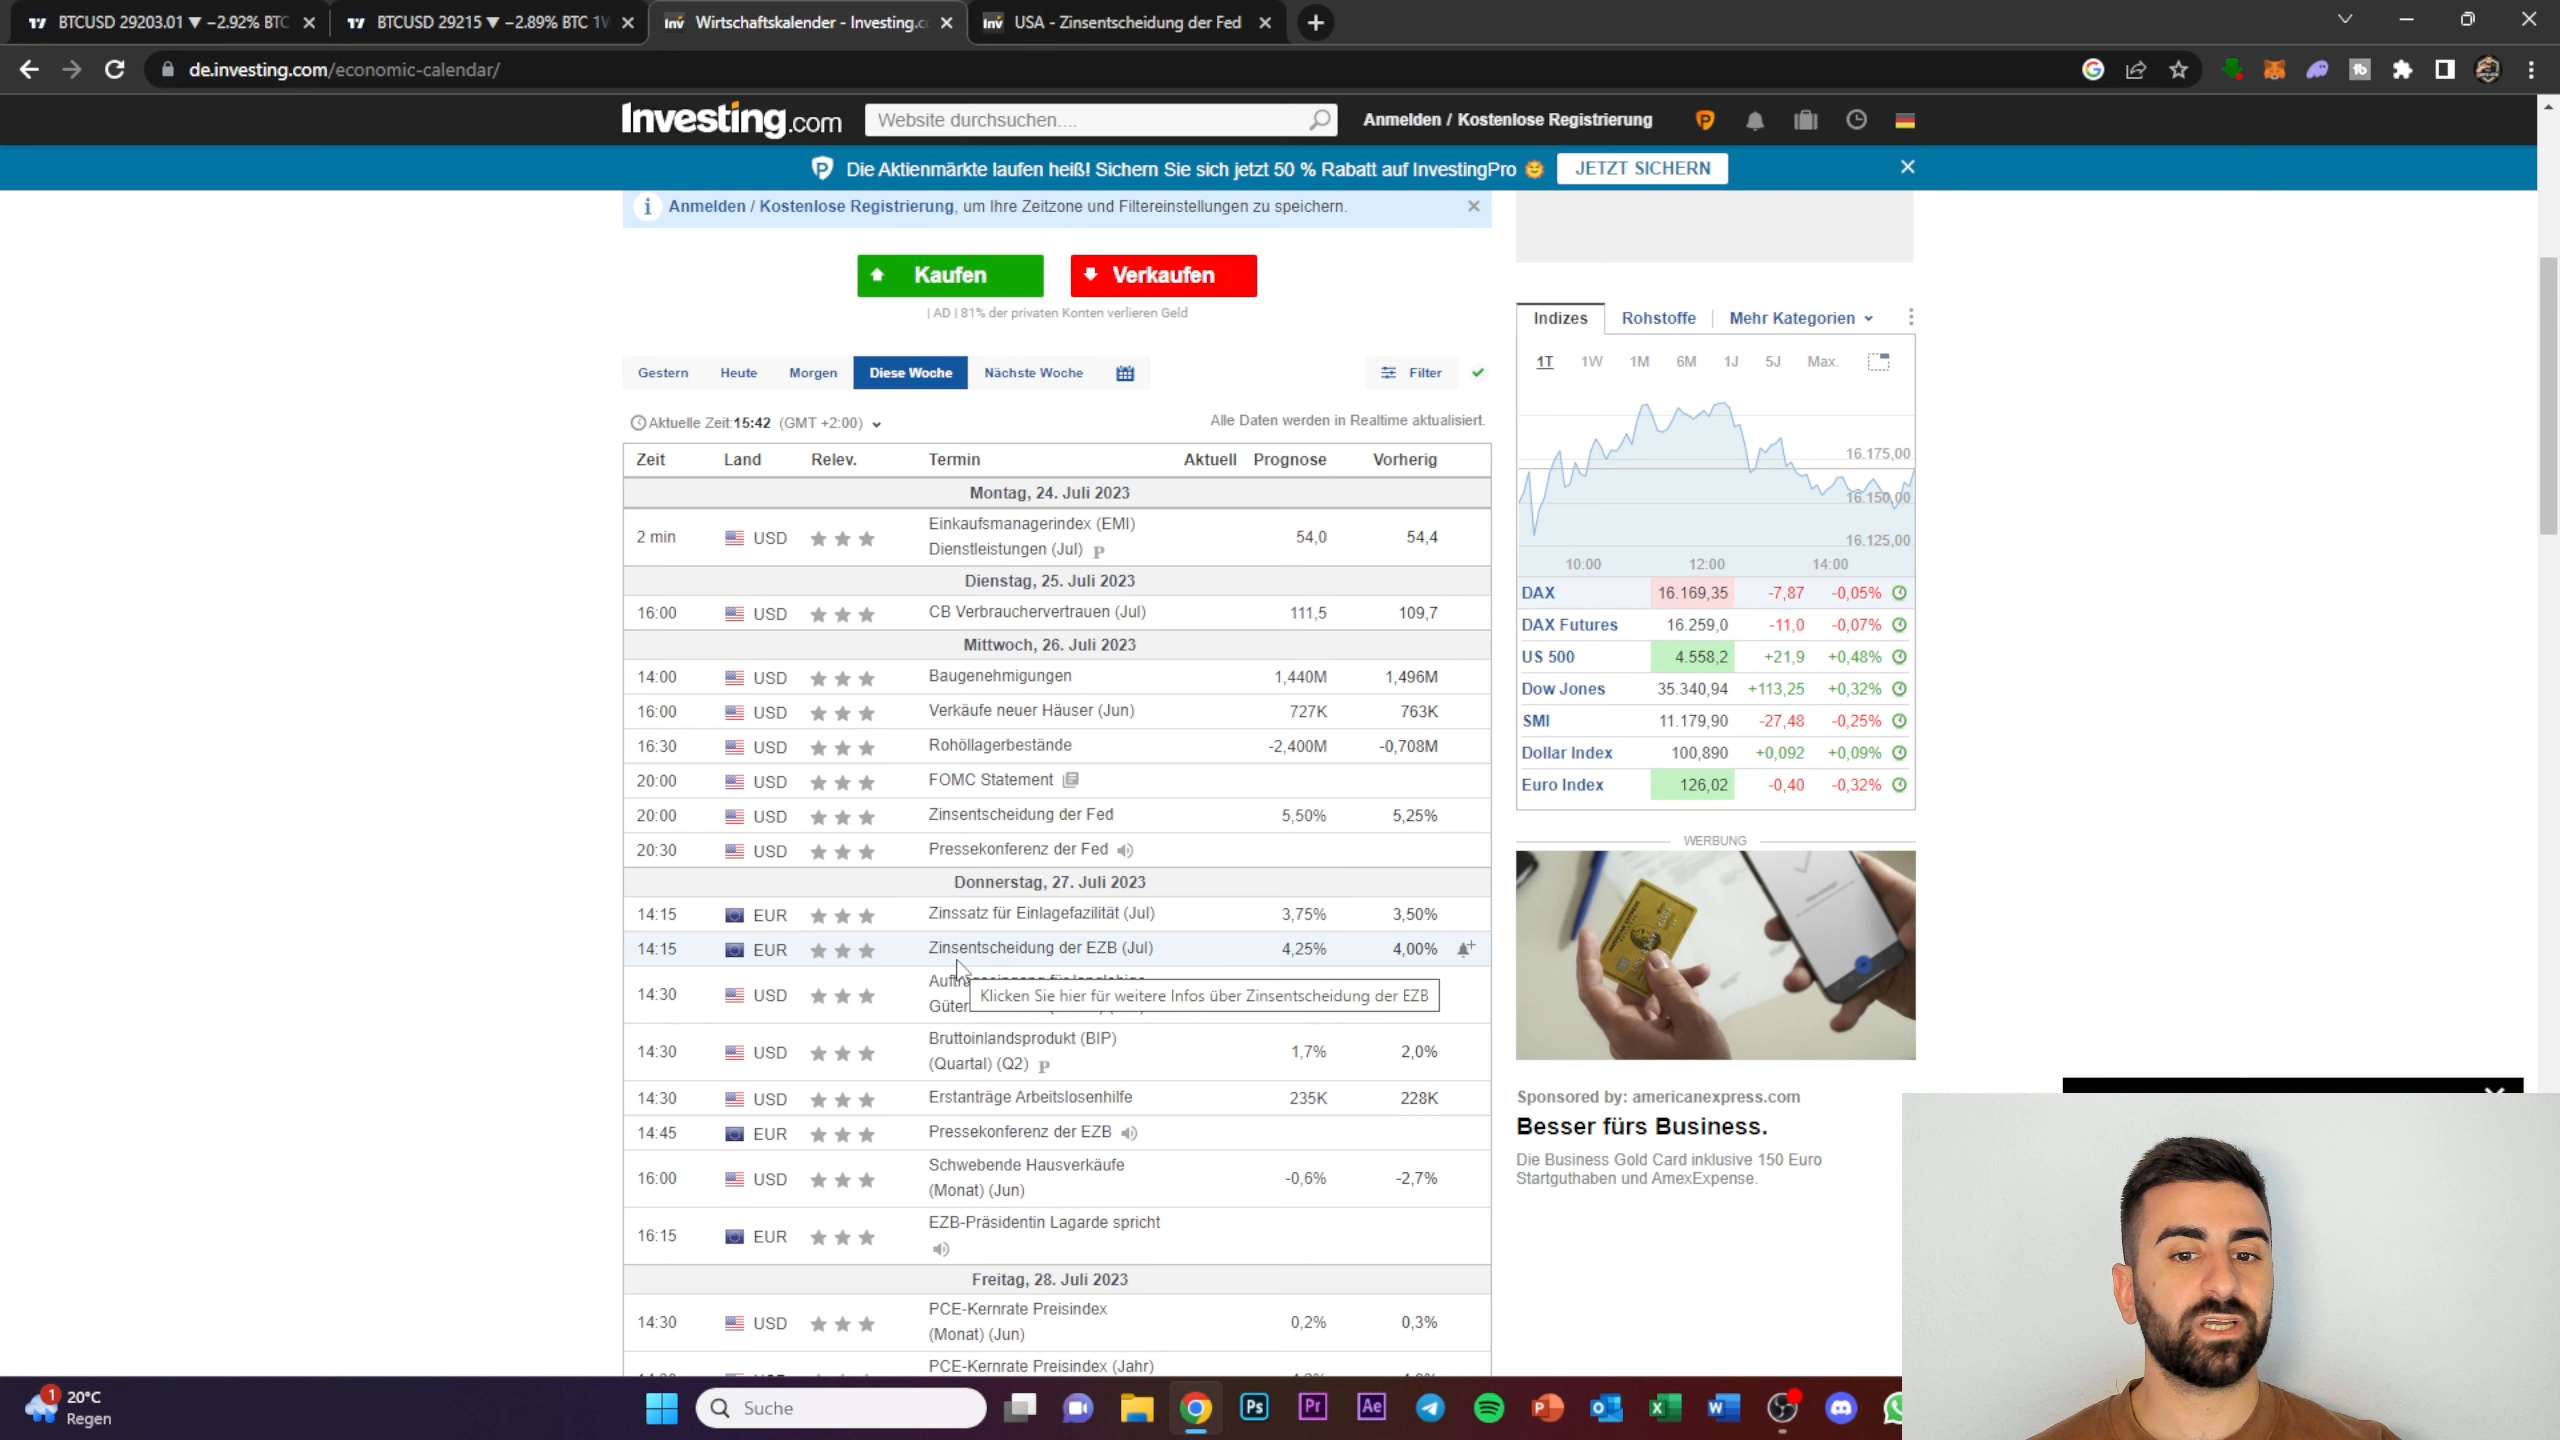 BTCUSD 29203.01 ▼ −2.92% BTC
BTCUSD 29215 ▼ −2.89% BTC 1W
Wirtschaftskalender - Investing.c
USA - Zinsentscheidung der Fed
de.investing.com/economic-calendar/
Investing.com
Website durchsuchen....
Anmelden / Kostenlose Registrierung
Die Aktienmärkte laufen heiß! Sichern Sie sich jetzt 50 % Rabatt auf InvestingPro
JETZT SICHERN
Anmelden / Kostenlose Registrierung, um Ihre Zeitzone und Filtereinstellungen zu speichern.
Kaufen
Verkaufen
| AD | 81% der privaten Konten verlieren Geld
Gestern Heute Morgen Diese Woche Nächste Woche Filter
Aktuelle Zeit:15:42 (GMT +2:00)
Alle Daten werden in Realtime aktualisiert.
Zeit Land Relev. Termin Aktuell Prognose Vorherig
Montag, 24. Juli 2023
2 min USD Einkaufsmanagerindex (EMI) 54,0 54,4
Dienstleistungen (Jul) P
Dienstag, 25. Juli 2023
16:00 USD CB Verbrauchervertrauen (Jul) 111,5 109,7
Mittwoch, 26. Juli 2023
14:00 USD Baugenehmigungen 1,440M 1,496M
16:00 USD Verkäufe neuer Häuser (Jun) 727K 763K
16:30 USD Rohöllagerbestände -2,400M -0,708M
20:00 USD FOMC Statement
20:00 USD Zinsentscheidung der Fed 5,50% 5,25%
20:30 USD Pressekonferenz der Fed
Donnerstag, 27. Juli 2023
14:15 EUR Zinssatz für Einlagefazilität (Jul) 3,75% 3,50%
14:15 EUR Zinsentscheidung der EZB (Jul) 4,25% 4,00%
14:30 USD
Güter
Klicken Sie hier für weitere Infos über Zinsentscheidung der EZB
14:30 USD Bruttoinlandsprodukt (BIP) 1,7% 2,0%
(Quartal) (Q2) P
14:30 USD Erstanträge Arbeitslosenhilfe 235K 228K
14:45 EUR Pressekonferenz der EZB
16:00 USD Schwebende Hausverkäufe -0,6% -2,7%
(Monat) (Jun)
16:15 EUR EZB-Präsidentin Lagarde spricht
Freitag, 28. Juli 2023
14:30 USD PCE-Kernrate Preisindex 0,2% 0,3%
(Monat) (Jun)
PCE-Kernrate Preisindex (Jahr)
Indizes Rohstoffe Mehr Kategorien
1T 1W 1M 6M 1J 5J Max.
16.175,00
16.150,00
16.125,00
10:00 12:00 14:00
DAX 16.169,35 -7,87 -0,05%
DAX Futures 16.259,0 -11,0 -0,07%
US 500 4.558,2 +21,9 +0,48%
Dow Jones 35.340,94 +113,25 +0,32%
SMI 11.179,90 -27,48 -0,25%
Dollar Index 100,890 +0,092 +0,09%
Euro Index 126,02 -0,40 -0,32%
WERBUNG
Sponsored by: americanexpress.com
Besser fürs Business.
Die Business Gold Card inklusive 150 Euro
Startguthaben und AmexExpense.
1 20°C
Regen
Suche
Ps Pr Ae